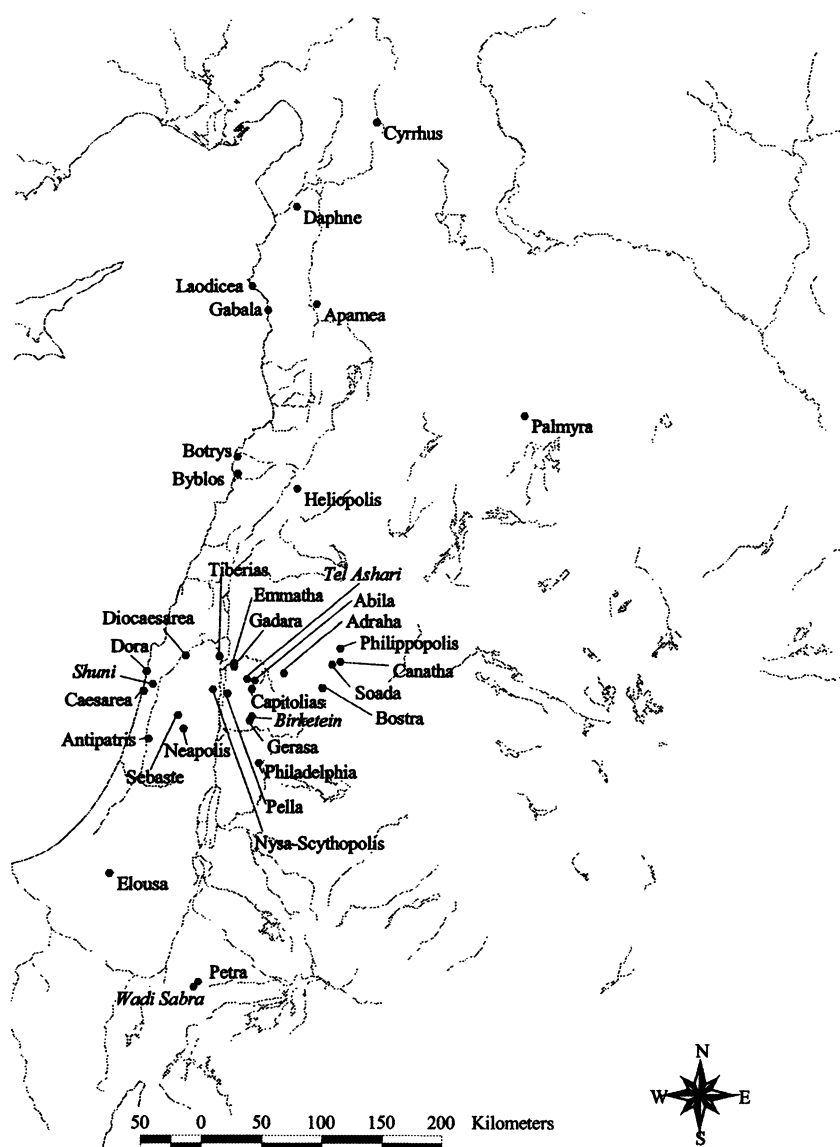 Cyrrhus
Daphne
Laodicea
Gabala
Apamea
Palmyra
Botrys
Byblos
Heliopolis
Tiberias
Tel Ashari
Emmatha
Abila
Diocaesarea
Gadara
Adraha
Dora
Philippopolis
Shuni
Canatha
Caesarea
Soada
Capitolias
Birketein
Bostra
Antipatris
Neapolis
Gerasa
Sebaste
Philadelphia
Pella
Nysa-Scythopolis
Elousa
Petra
Wadi Sabra
N
W E
S
50 0 50 100 150 200 Kilometers